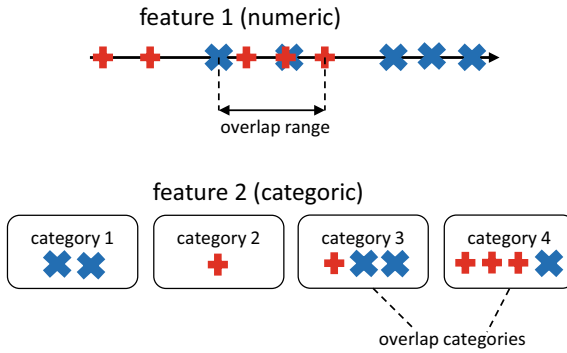 feature 1 (numeric)
overlap range
feature 2 (categoric)
category 1
category 2
category 3
category 4
overlap categories